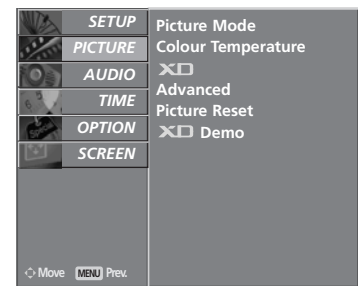 SETUP
PICTURE
AUDIO
TIME
OPTION
SCREEN
Move MENU Prev.
Picture Mode
Colour Temperature
XD
Advanced
Picture Reset
XD Demo